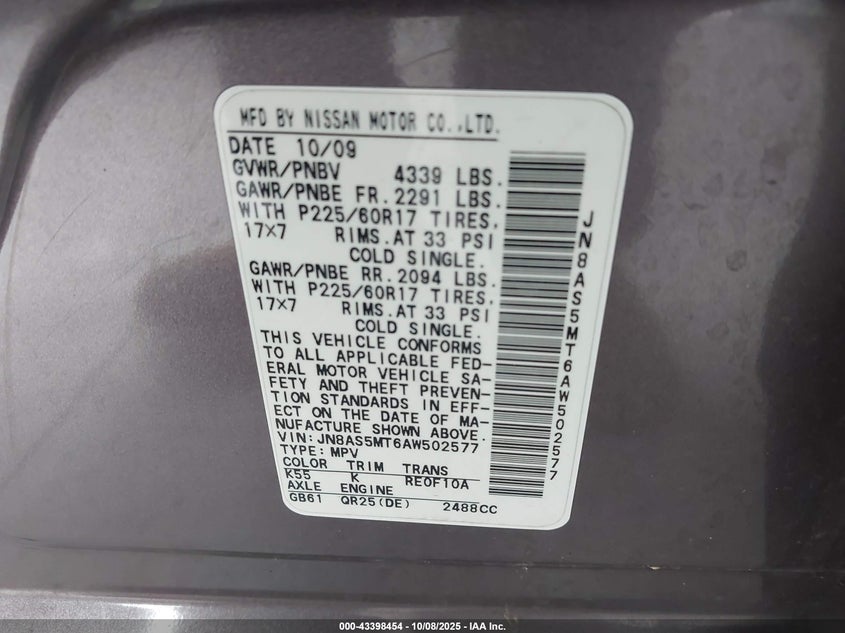 MFD BY NISSAN MOTOR CO.,LTD.
DATE 10/09
GVWR/PNBV 4339 LBS.
GAWR/PNBE FR.2291 LBS.
WITH P225/60R17 TIRES,
17×7 RIMS.AT 33 PSI
COLD SINGLE.
GAWR/PNBE RR.2094 LBS.
WITH P225/60R17 TIRES,
17×7 RIMS.AT 33 PSI
COLD SINGLE.
THIS VEHICLE CONFORMS
TO ALL APPLICABLE FED-
ERAL MOTOR VEHICLE SA-
FETY AND THEFT PREVEN-
TION STANDARDS IN EFF-
ECT ON THE DATE OF MA-
NUFACTURE SHOWN ABOVE.
VIN:JN8AS5MT6AW502577
TYPE:MPV
COLOR TRIM TRANS
K55 K RE0F10A
AXLE ENGINE
GB61 QR25(DE) 2488CC
JN8AS5MT6AW502577
000-43398454 - 10/08/2025 - IAA Inc.